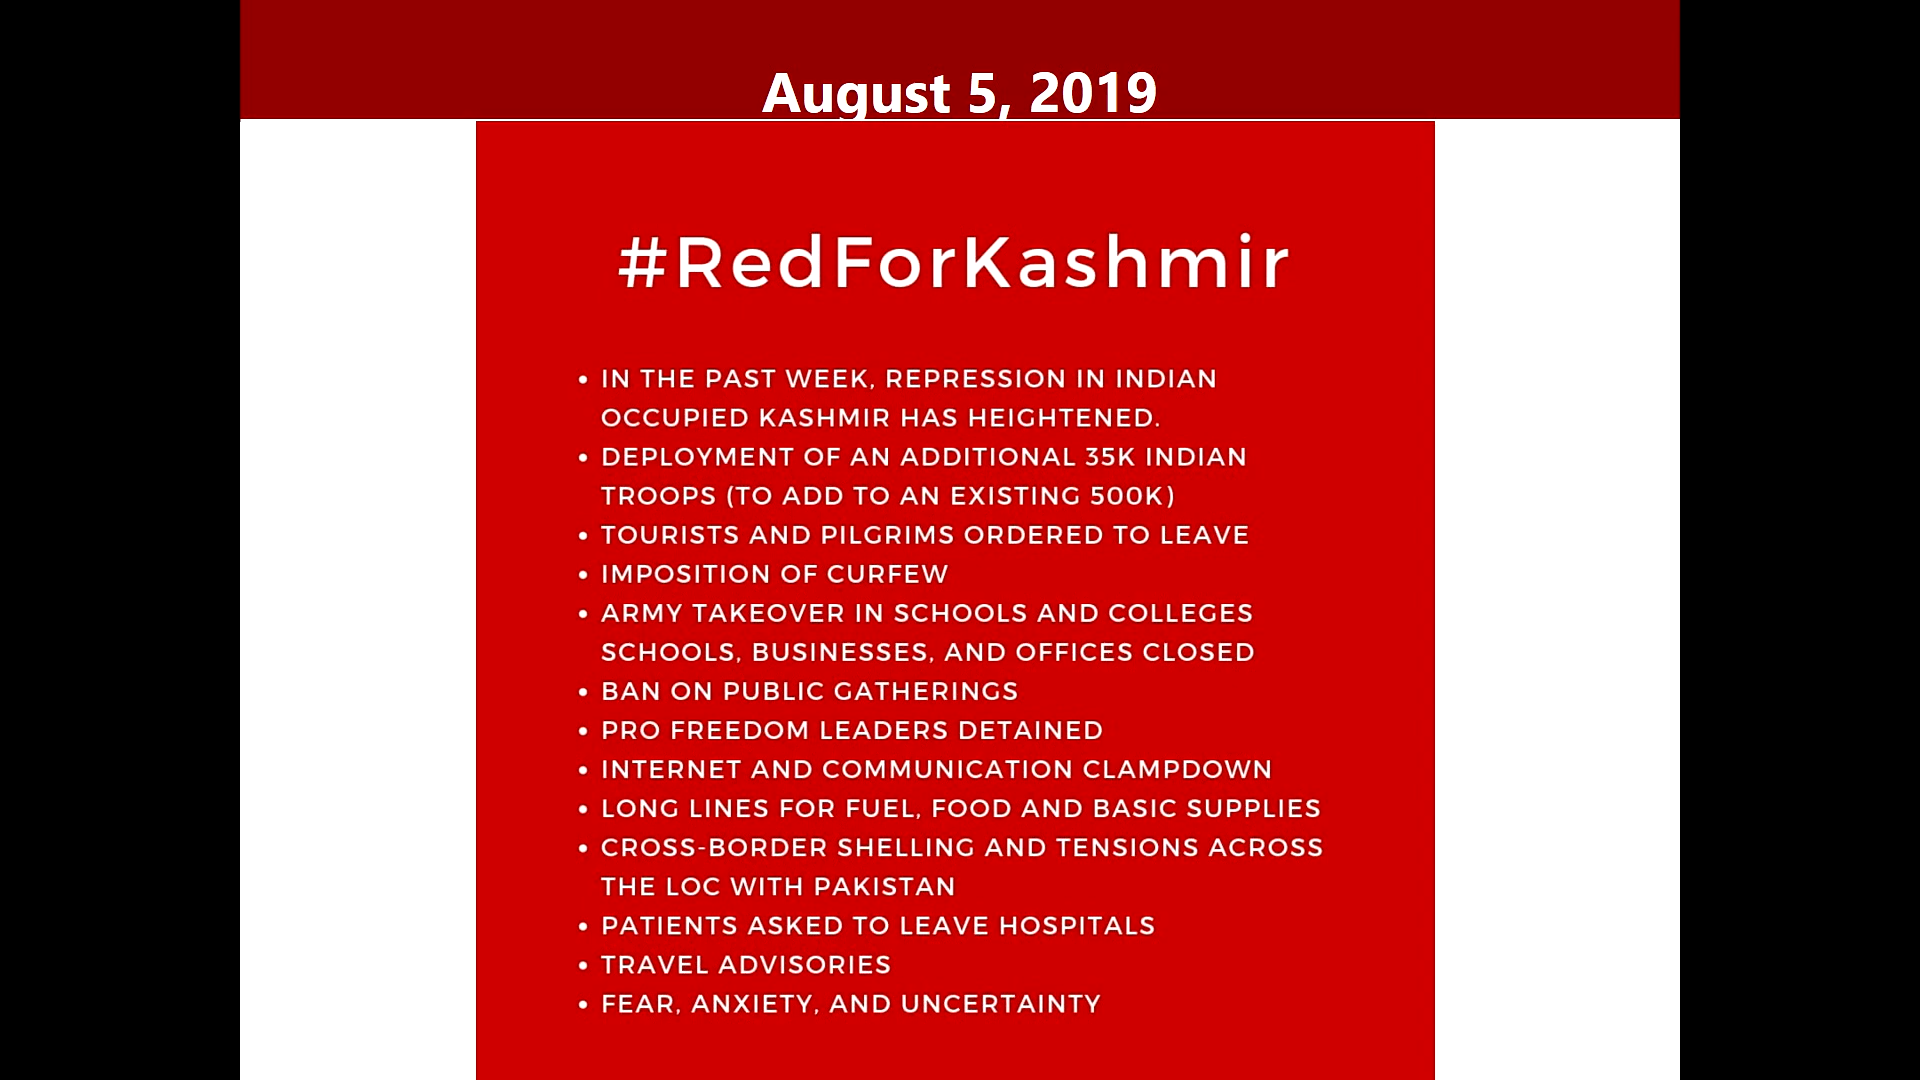 August 5, 2019
#RedForKashmir
• IN THE PAST WEEK, REPRESSION IN INDIAN
OCCUPIED KASHMIR HAS HEIGHTENED.
• DEPLOYMENT OF AN ADDITIONAL 35K INDIAN
TROOPS (TO ADD TO AN EXISTING 500K)
• TOURISTS AND PILGRIMS ORDERED TO LEAVE
• IMPOSITION OF CURFEW
• ARMY TAKEOVER IN SCHOOLS AND COLLEGES
SCHOOLS, BUSINESSES, AND OFFICES CLOSED
• BAN ON PUBLIC GATHERINGS
• PRO FREEDOM LEADERS DETAINED
• INTERNET AND COMMUNICATION CLAMPDOWN
• LONG LINES FOR FUEL, FOOD AND BASIC SUPPLIES
• CROSS-BORDER SHELLING AND TENSIONS ACROSS
THE LOC WITH PAKISTAN
• PATIENTS ASKED TO LEAVE HOSPITALS
• TRAVEL ADVISORIES
• FEAR, ANXIETY, AND UNCERTAINTY